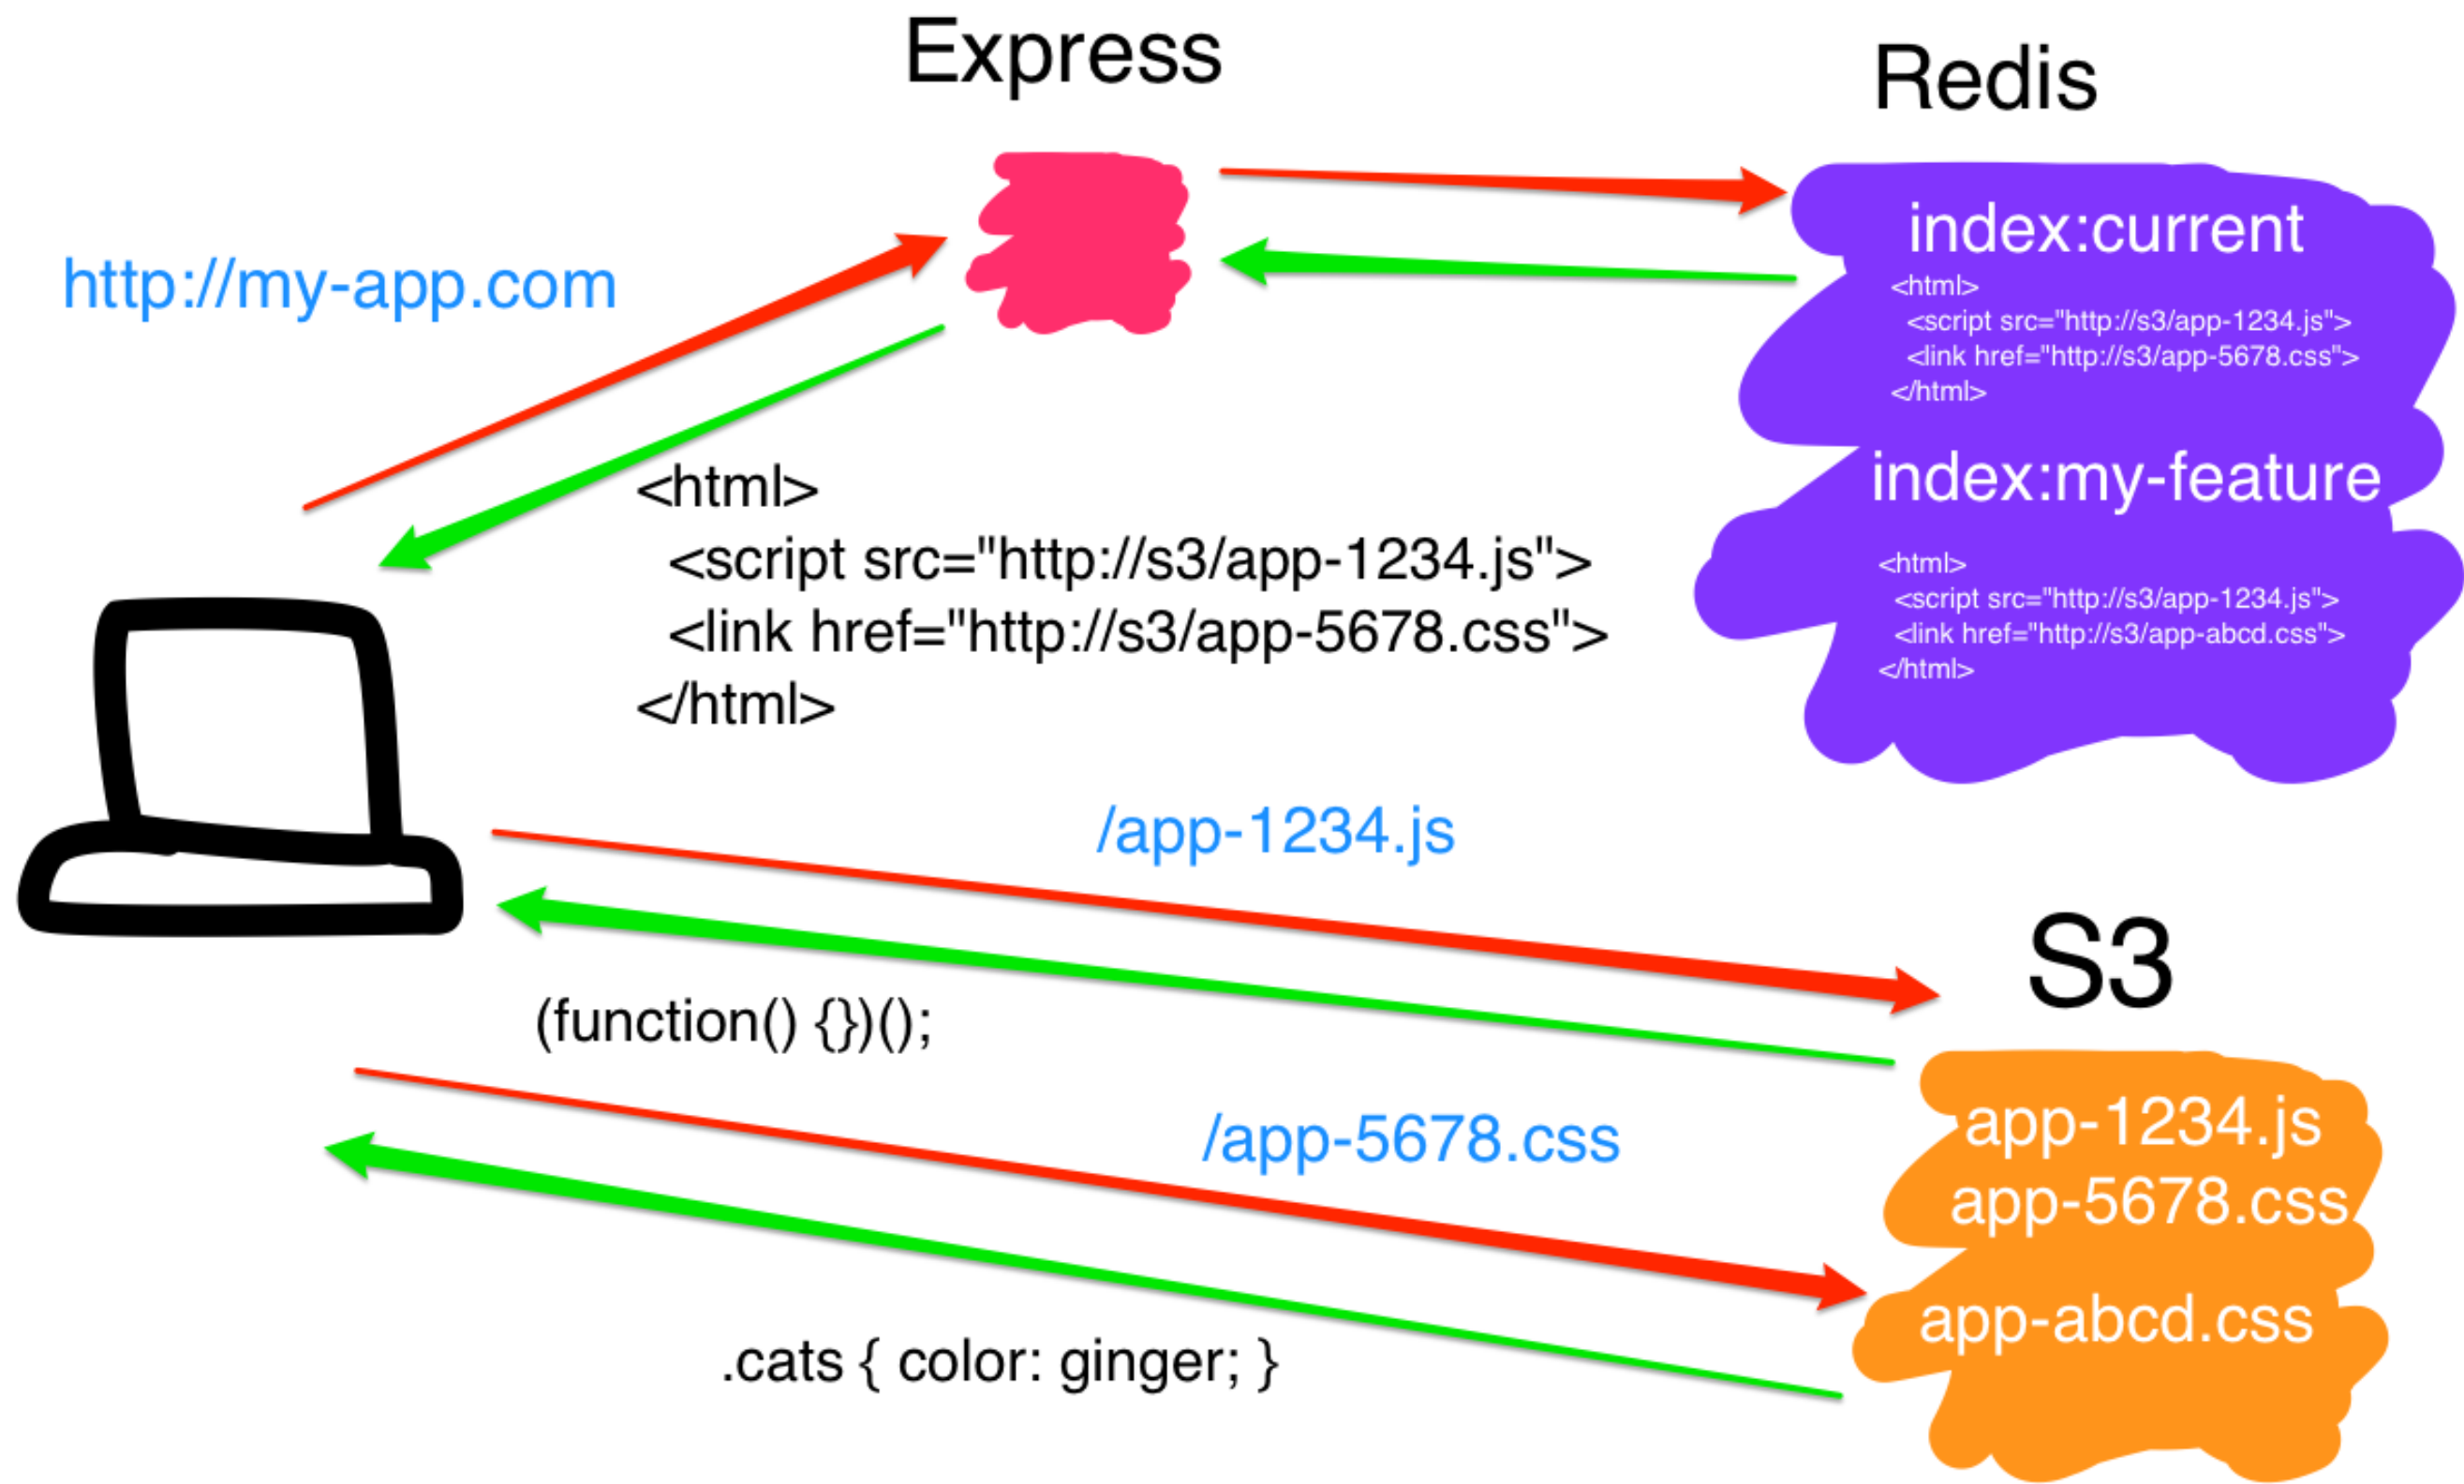 Express
Redis
http://my-app.com
index:current
<html>
<script src="http://s3/app-1234.js">
<link href="http://s3/app-5678.css">
</html>
index:my-feature
<html>
<script src="http://s3/app-1234.js">
<link href="http://s3/app-abcd.css">
</html>
<html>
<script src="http://s3/app-1234.js">
<link href="http://s3/app-5678.css">
</html>
/app-1234.js
(function() {})();
S3
app-1234.js
app-5678.css
app-abcd.css
/app-5678.css
.cats { color: ginger; }